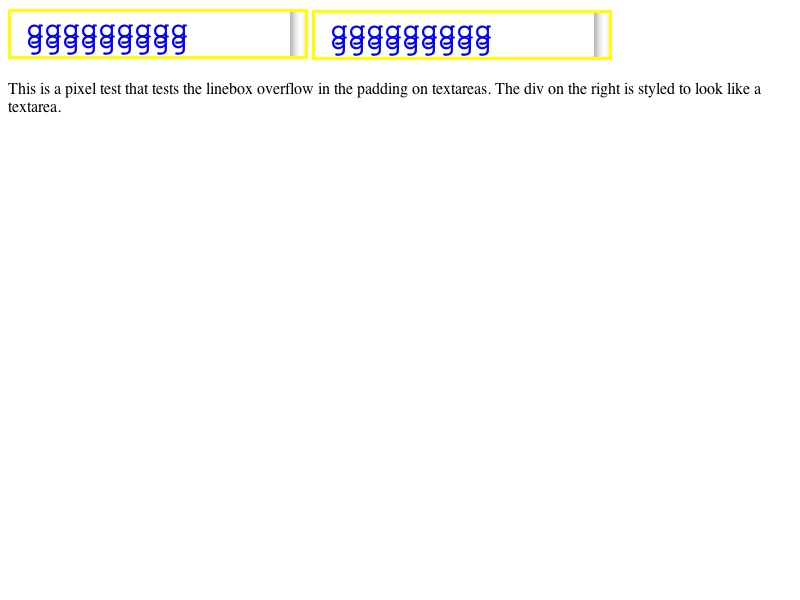 ggggggggg ggggggggg
ggggggggg ggggggggg
This is a pixel test that tests the linebox overflow in the padding on textareas. The div on the right is styled to look like a
textarea.